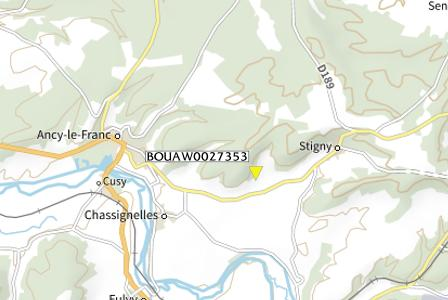 Sen
D189
Ancy-le-Franc
BOUAW0027353
Stigny
Cusy
Chassignelles
Fulvy